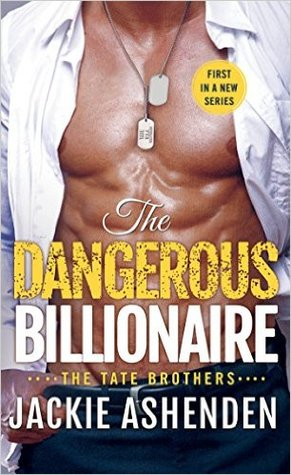 FIRST
IN A NEW
SERIES
The
DANGEROUS
BILLIONAIRE
THE TATE BROTHERS
JACKIE ASHENDEN